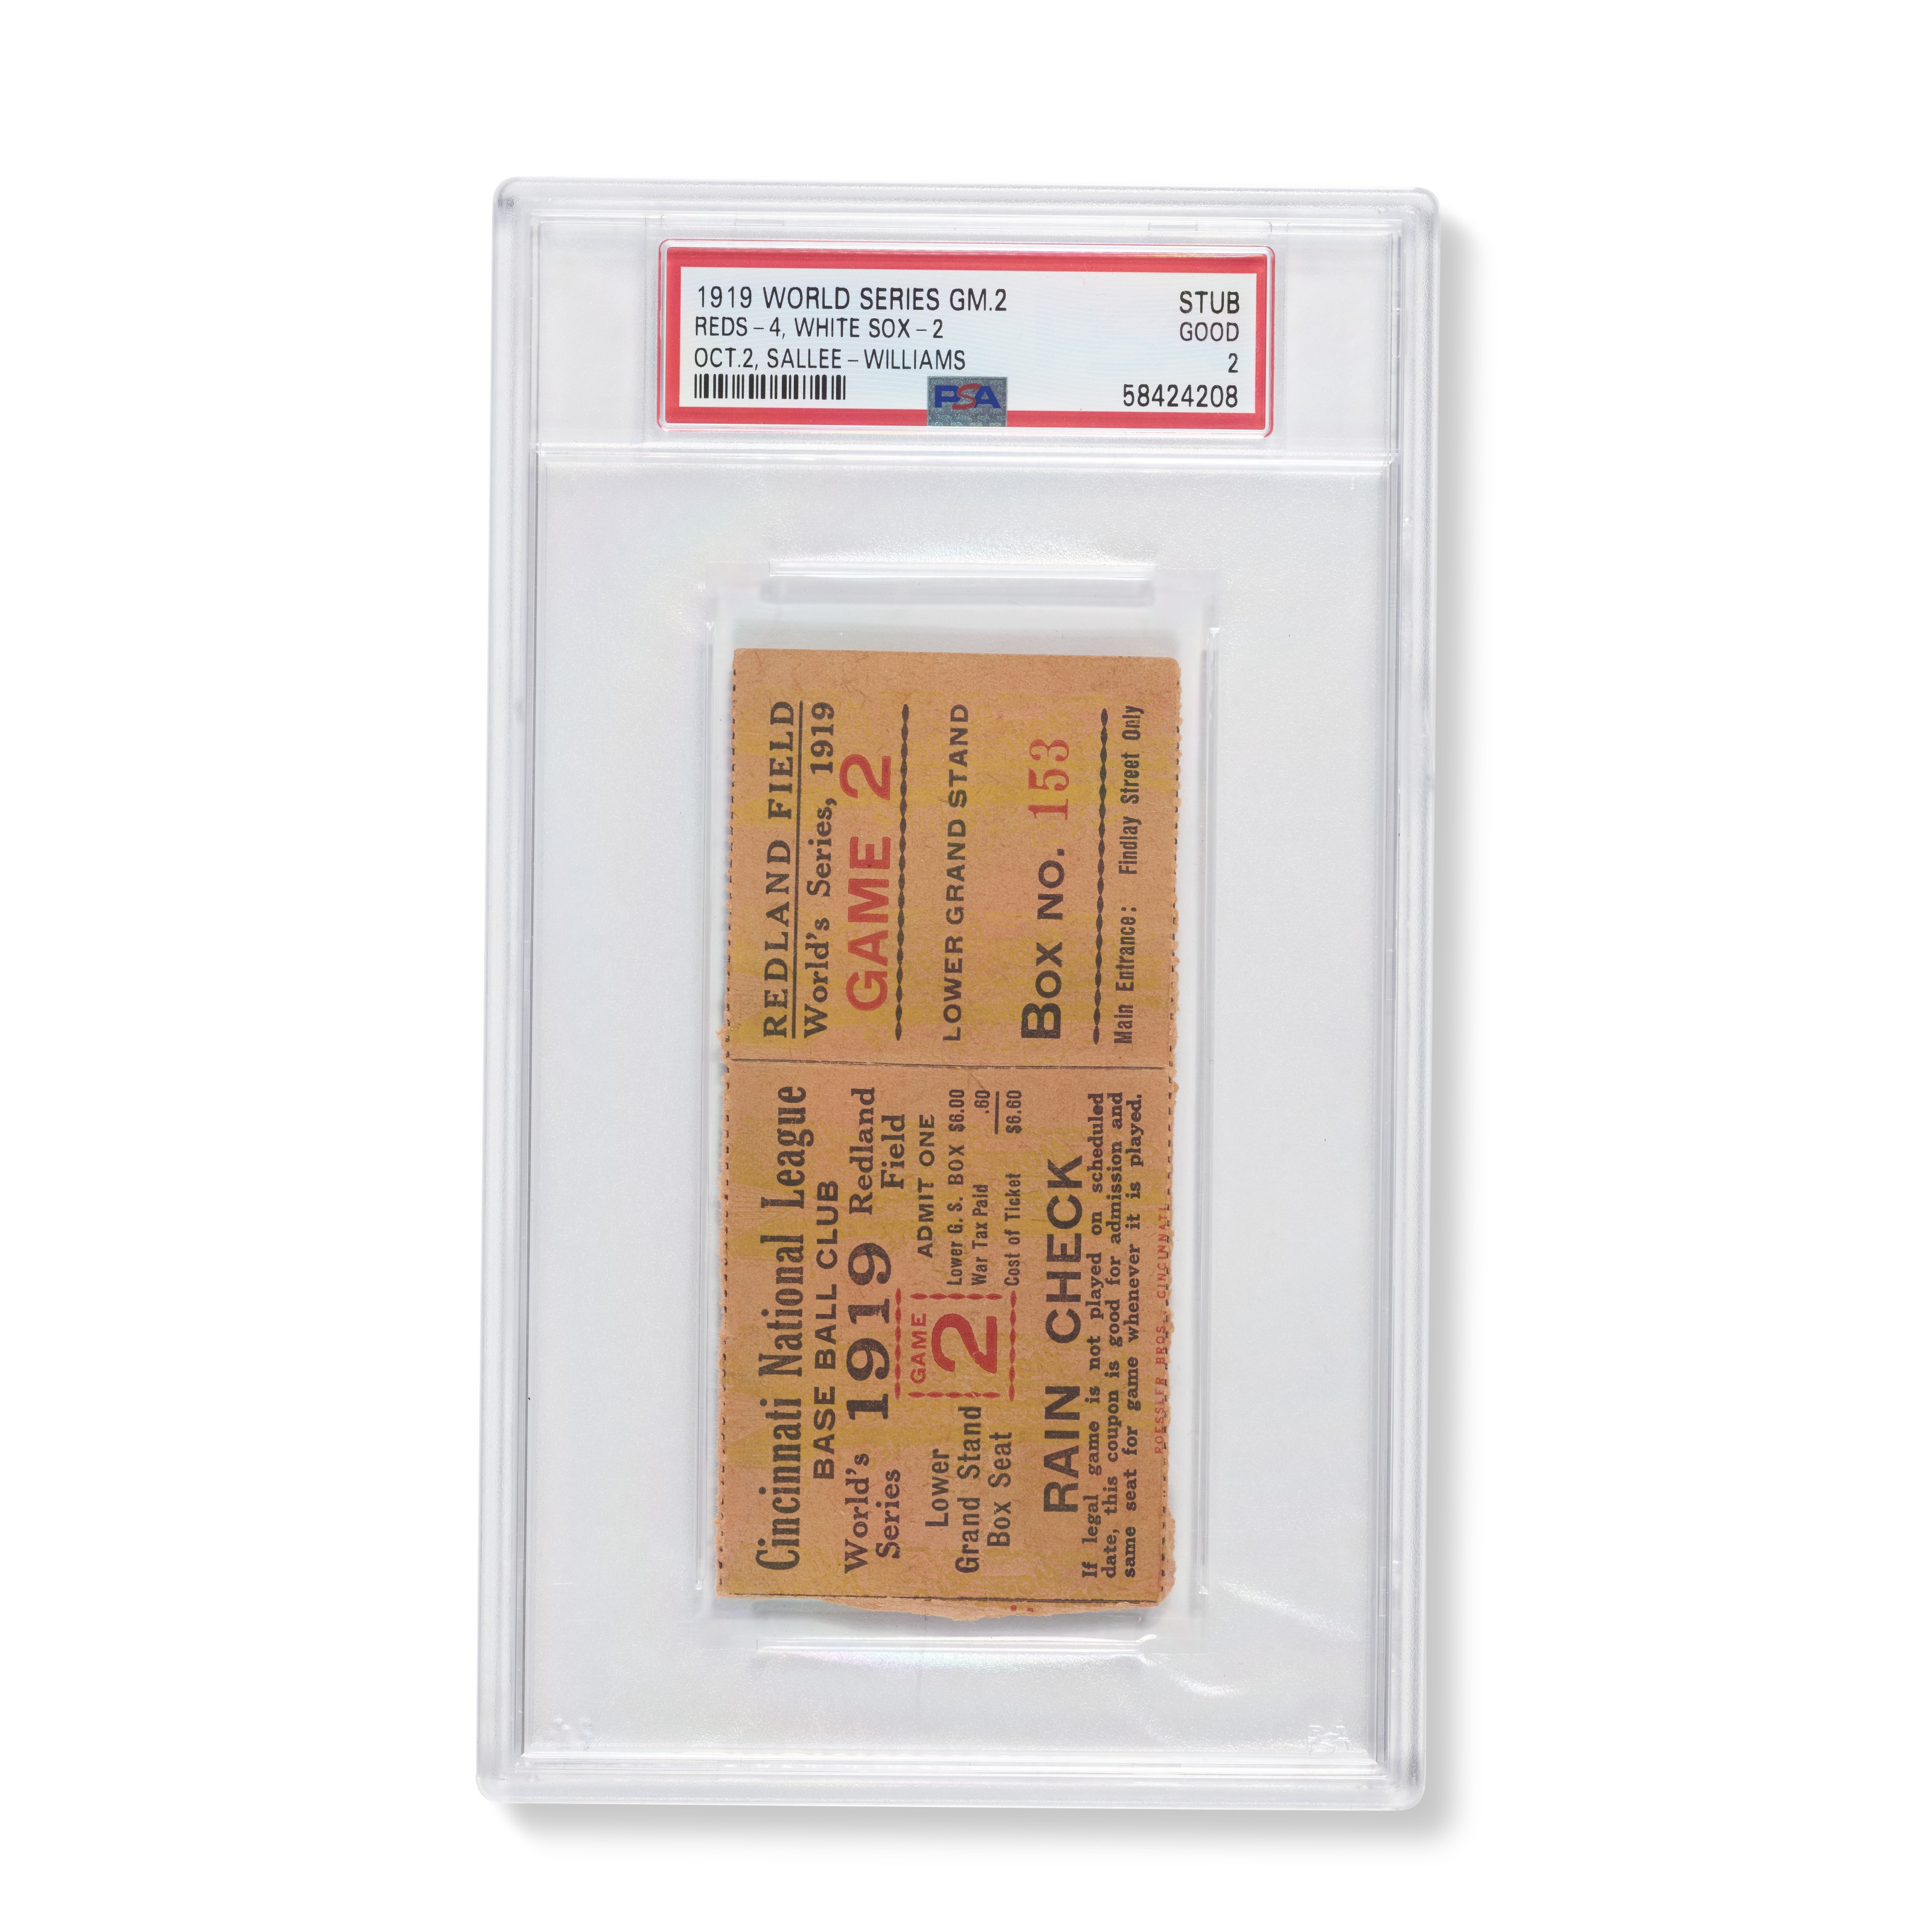 1919 WORLD SERIES GM.2
REDS - 4, WHITE SOX - 2
OCT.2, SALLEE - WILLIAMS
STUB
GOOD
2
58424208
PSA
Cincinnati National League
BASE BALL CLUB
World's Series 1919 Redland Field
Lower Grand Stand Box Seat
GAME
2
ADMIT ONE
Lower G. S. BOX $6.00
War Tax Paid .60
Cost of Ticket $6.60
RAIN CHECK
If legal game is not played on scheduled
date, this coupon is good for admission and
same seat for game whenever it is played.
ROESSLER BROS., CINCINNATI
REDLAND FIELD
World's Series, 1919
GAME 2
LOWER GRAND STAND
BOX NO. 153
Main Entrance: Findlay Street Only
PSA